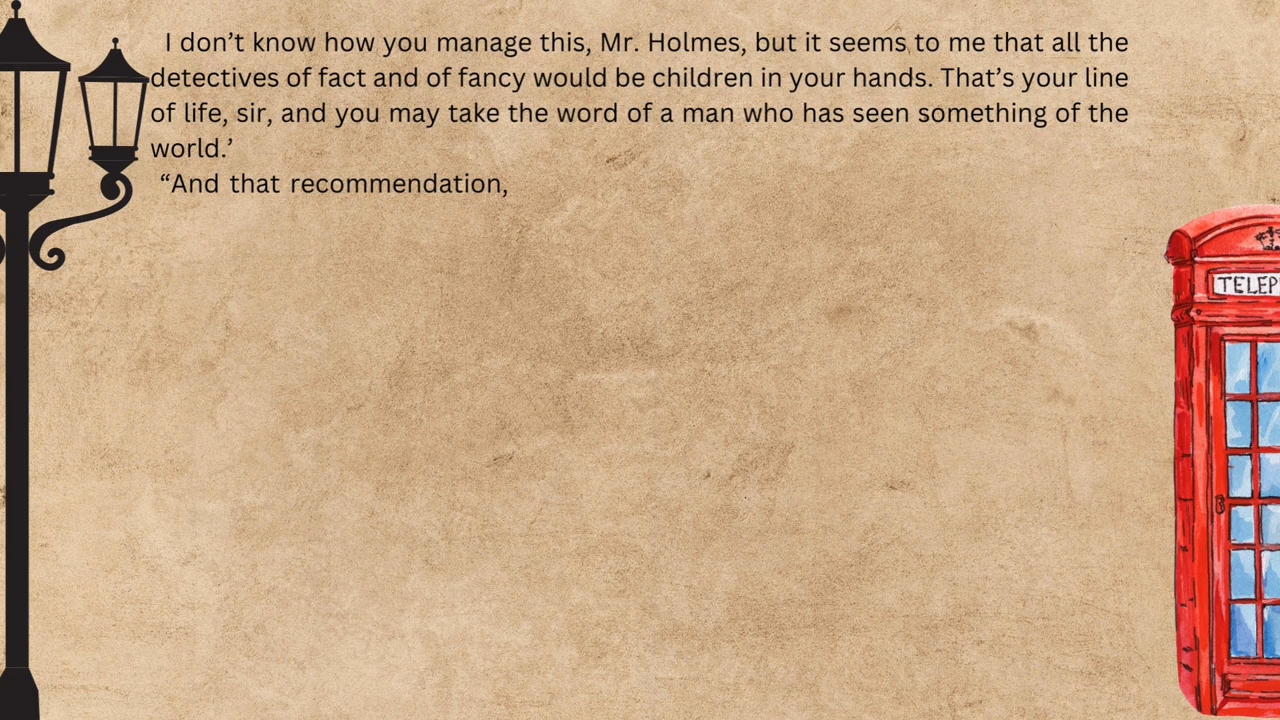 I don’t know how you manage this, Mr. Holmes, but it seems to me that all the
detectives of fact and of fancy would be children in your hands. That’s your line
of life, sir, and you may take the word of a man who has seen something of the
world.’
“And that recommendation,
TELEP